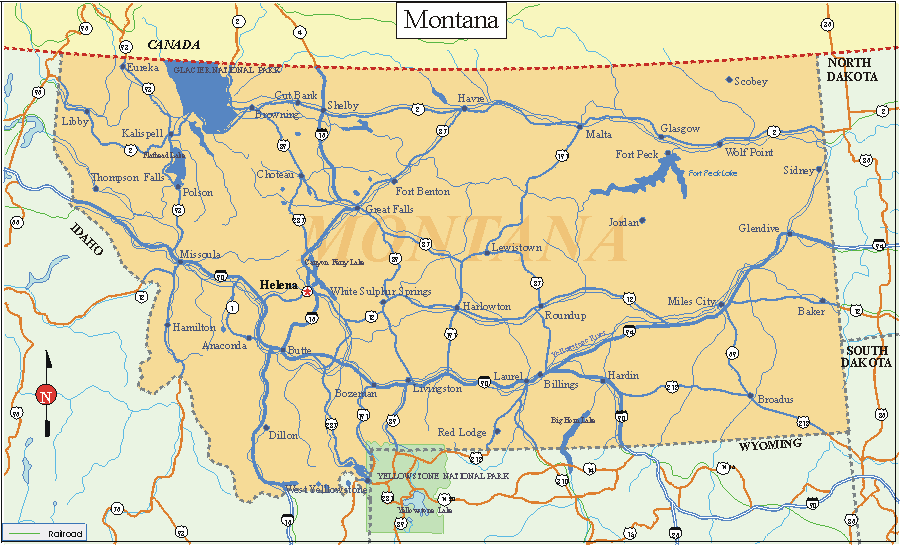 Montana
CANADA
NORTH
DAKOTA
GLACIER NATIONAL PARK
Eureka
Scobey
Cut Bank
Shelby
Havre
Browning
Libby
Kalispell
Malta
Glasgow
Wolf Point
Flathead Lake
Fort Peck
Fort Peck Lake
Sidney
Thompson Falls
Polson
Choteau
Fort Benton
Great Falls
Jordan
MONTANA
Glendive
IDAHO
Missoula
Lewistown
Canyon Ferry Lake
Helena
White Sulphur Springs
Harlowton
Roundup
Miles City
Baker
Hamilton
Anaconda
Butte
Yellowstone River
SOUTH
DAKOTA
Bozeman
Livingston
Laurel
Billings
Hardin
Broadus
N
Dillon
Red Lodge
Big Horn Lake
WYOMING
West Yelllowstone
YELLOWSTONE NATIONAL PARK
Yellowstone Lake
Railroad